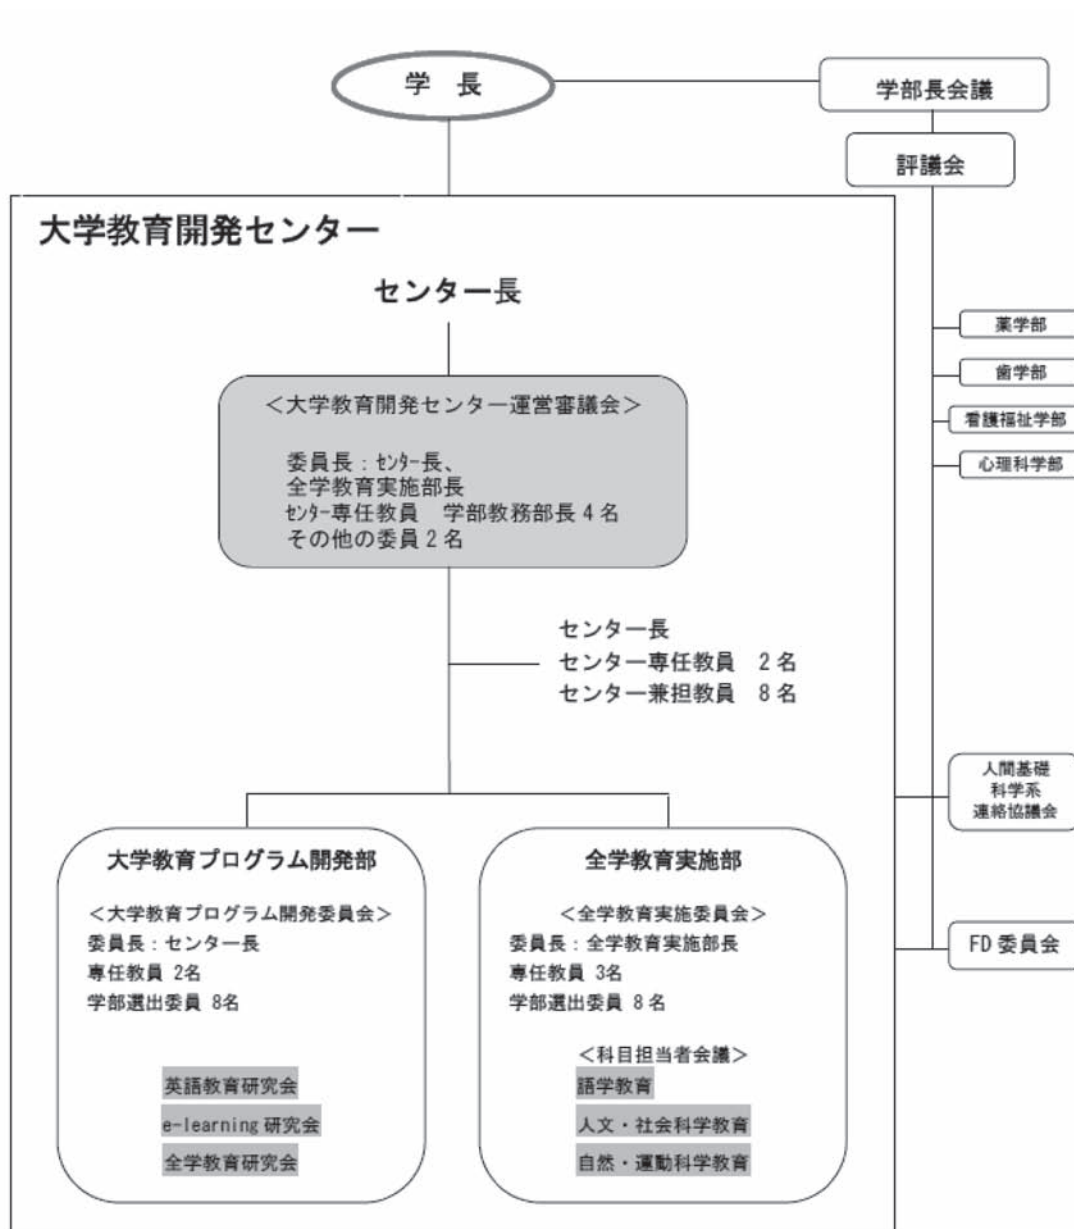 学 長
学部長会議
評議会
大学教育開発センター
センター長
＜大学教育開発センター運営審議会＞
委員長：ｾﾝﾀｰ長、
全学教育実施部長
ｾﾝﾀｰ専任教員　学部教務部長 4 名
その他の委員 2 名
センター長
センター専任教員　2 名
センター兼担教員　8 名
薬学部
歯学部
看護福祉学部
心理科学部
人間基礎
科学系
連絡協議会
FD 委員会
大学教育プログラム開発部
＜大学教育プログラム開発委員会＞
委員長：センター長
専任教員 2名
学部選出委員 8名
英語教育研究会
e-learning 研究会
全学教育研究会
全学教育実施部
＜全学教育実施委員会＞
委員長：全学教育実施部長
専任教員 3名
学部選出委員 8 名
＜科目担当者会議＞
語学教育
人文・社会科学教育
自然・運動科学教育